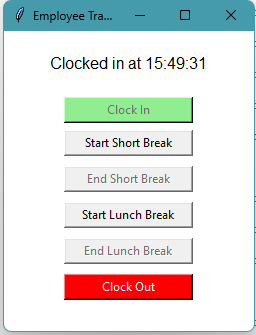 Employee Tra...
Clocked in at 15:49:31
Clock In
Start Short Break
End Short Break
Start Lunch Break
End Lunch Break
Clock Out